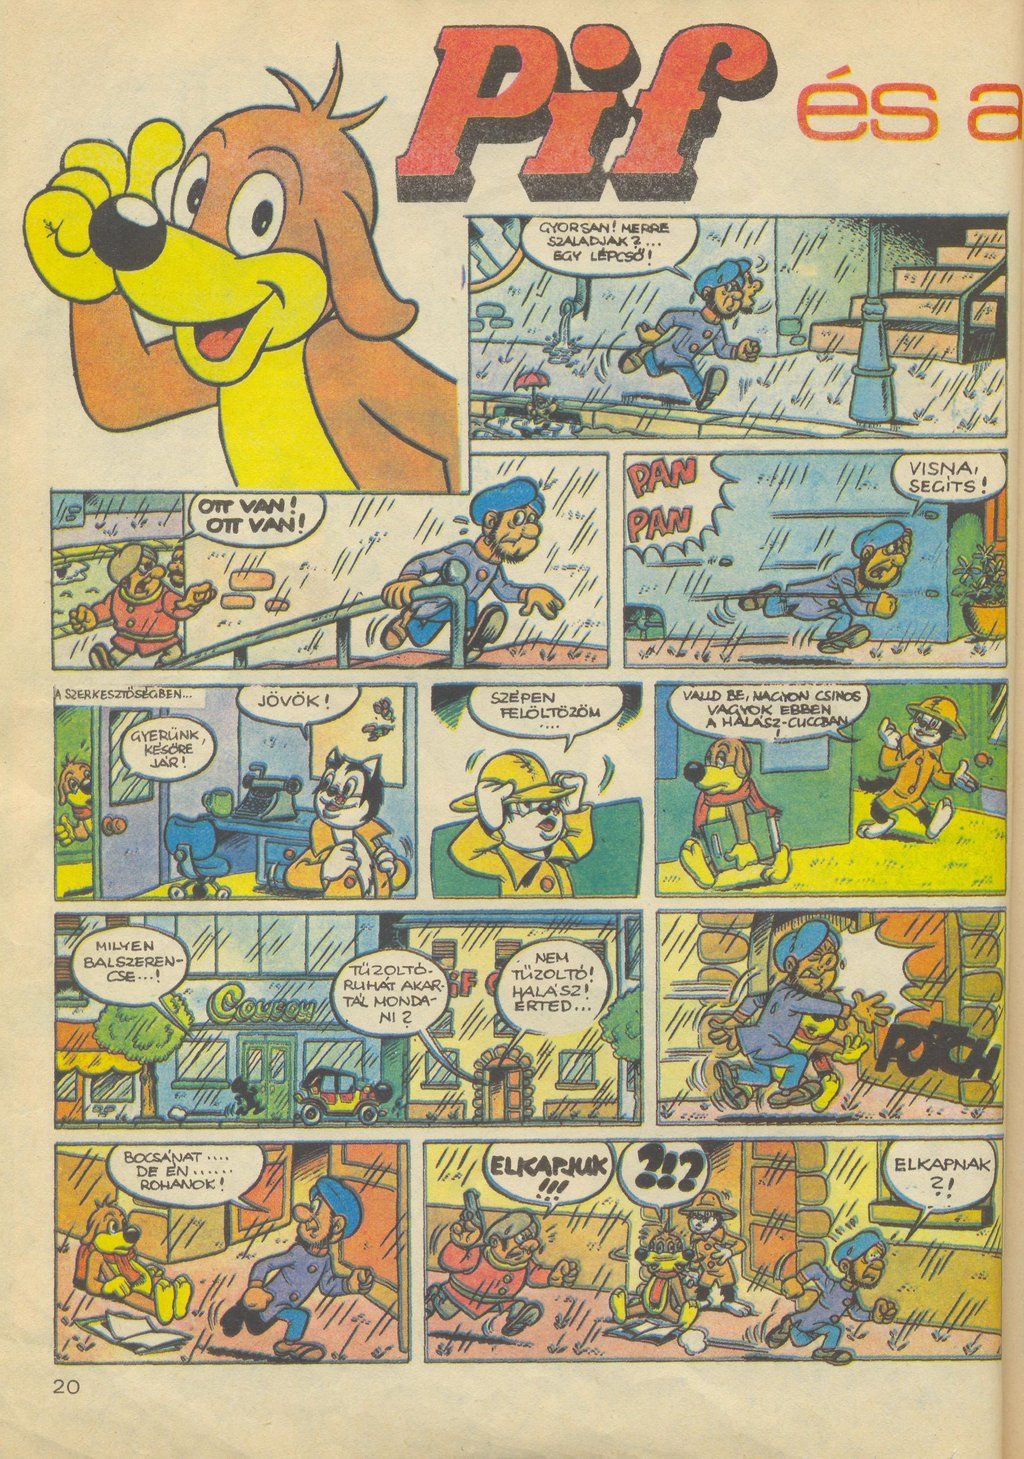 Pif és a
GYORSAN! MERRE
SZALADJAK?...
EGY LÉPCSŐ!
OTT VAN!
OTT VAN!
PAN
PAN
VISNA,
SEGÍTS!
A SZERKESZTŐSÉGBEN...
GYERÜNK,
KÉSŐRE
JÁR!
JÖVÖK!
SZÉPEN
FELÖLTÖZÖM
....
VALLD BE, NAGYON CSINOS
VAGYOK EBBEN
A HALÁSZ-CUCCBAN
!
MILYEN
BALSZEREN-
CSE...!
Coucou
TŰZOLTÓ-
RUHÁT AKAR-
TÁL MONDA-
NI?
PiF
NEM
TŰZOLTÓ!
HALÁSZ!
ÉRTED...
POTCH
BOCSÁNAT....
DE ÉN......
ROHANOK!
ELKAPJUK
!!!
?!?
ELKAPNAK
?!
20